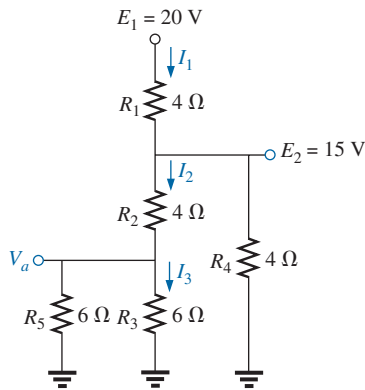 E₁ = 20 V
I₁
R₁ 4 Ω
E₂ = 15 V
I₂
R₂ 4 Ω
Vₐ
I₃
R₄ 4 Ω
R₅ 6 Ω R₃ 6 Ω